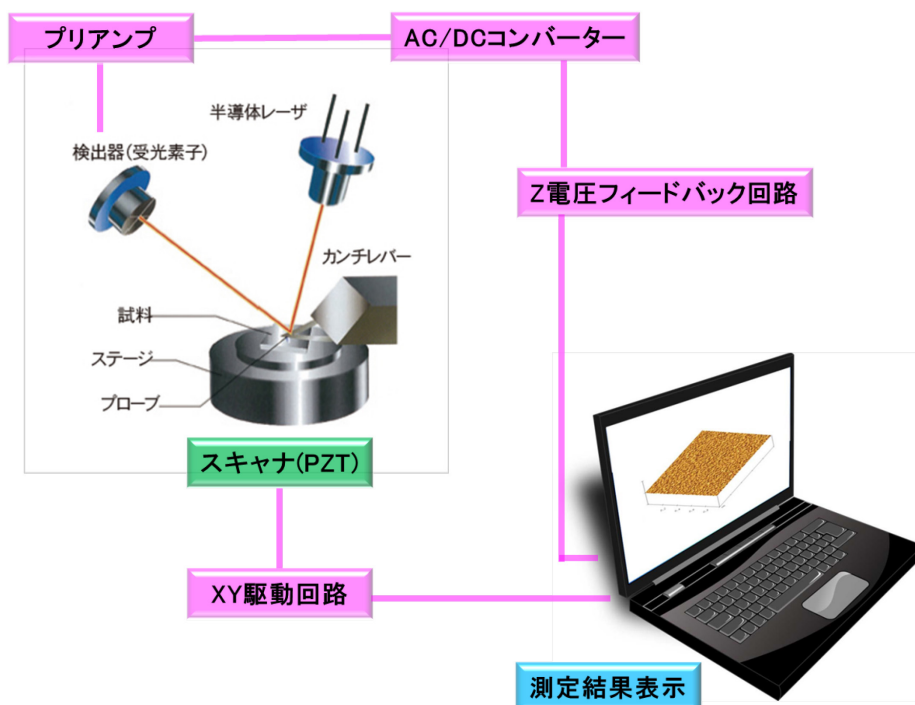 プリアンプ
AC/DCコンバーター
半導体レーザ
検出器(受光素子)
Z電圧フィードバック回路
カンチレバー
試料
ステージ
プローブ
スキャナ(PZT)
XY駆動回路
測定結果表示